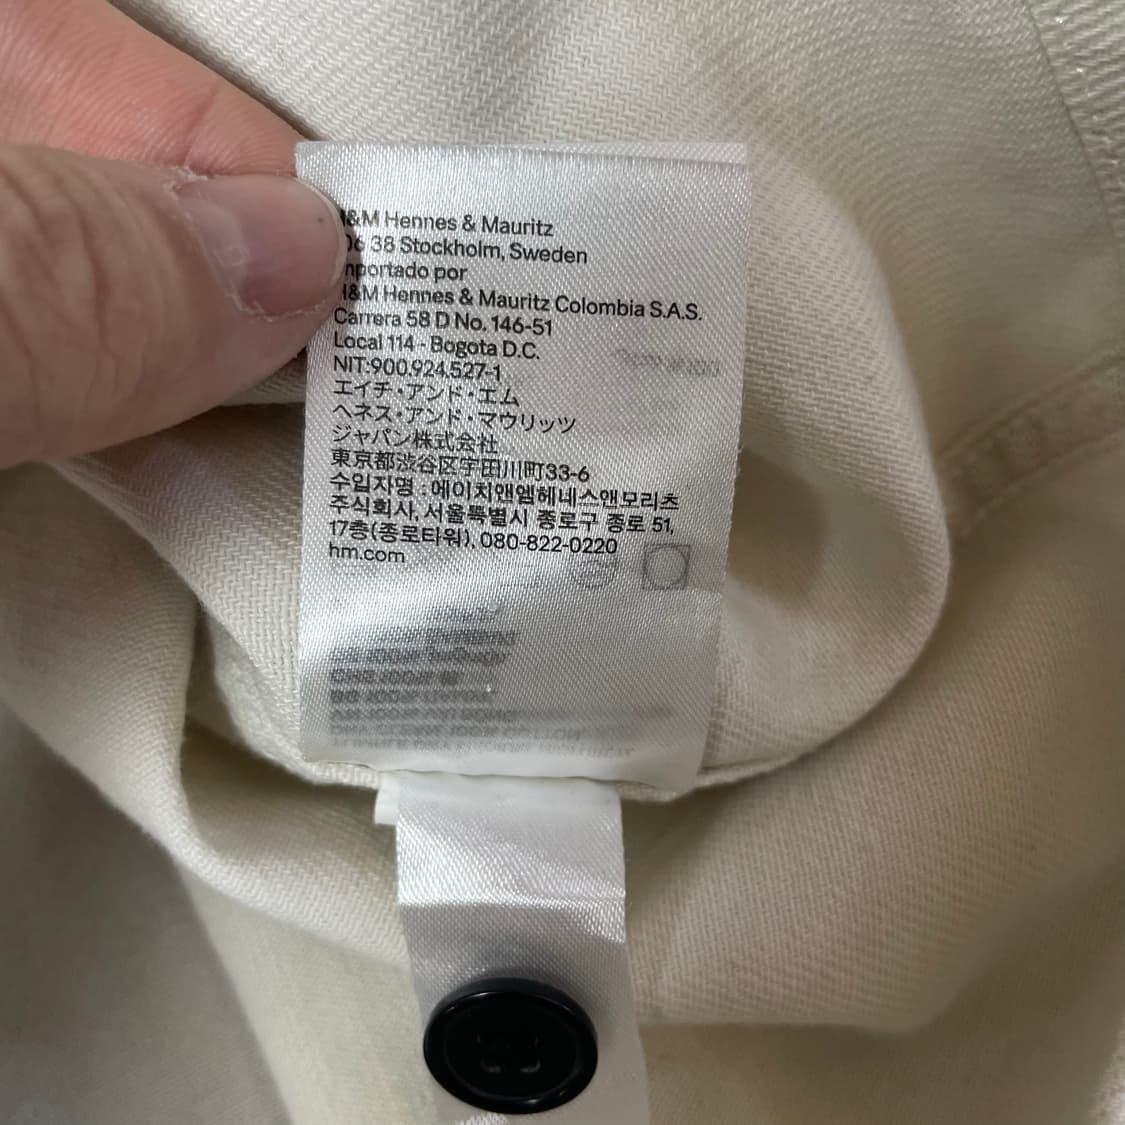 H&M Hennes & Mauritz
106 38 Stockholm, Sweden
Importado por
H&M Hennes & Mauritz Colombia S.A.S.
Carrera 58 D No. 146-51
Local 114 - Bogota D.C.
NIT:900.924.527-1
エイチ・アンド・エム
ヘネス・アンド・マウリッツ
ジャパン株式会社
東京都渋谷区宇田川町33-6
수입자명 : 에이치앤엠헤네스앤모리츠
주식회사, 서울특별시 종로구 종로 51,
17층(종로타워), 080-822-0220
hm.com